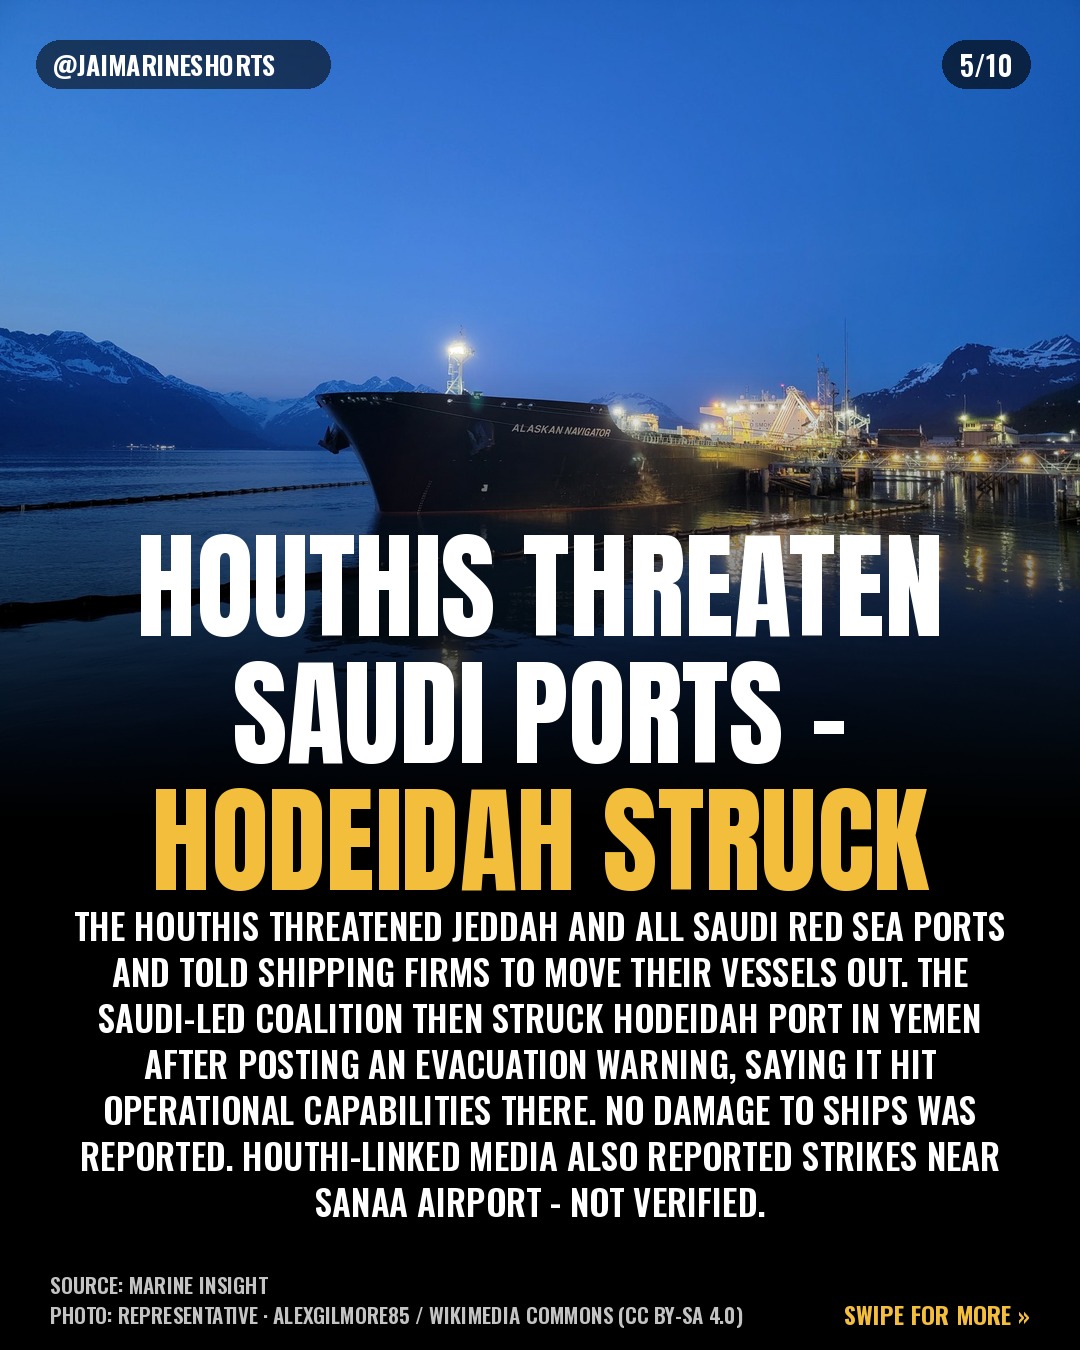 @JAIMARINESHORTS
5/10
ALASKAN NAVIGATOR
HOUTHIS THREATEN
SAUDI PORTS -
HODEIDAH STRUCK
THE HOUTHIS THREATENED JEDDAH AND ALL SAUDI RED SEA PORTS
AND TOLD SHIPPING FIRMS TO MOVE THEIR VESSELS OUT. THE
SAUDI-LED COALITION THEN STRUCK HODEIDAH PORT IN YEMEN
AFTER POSTING AN EVACUATION WARNING, SAYING IT HIT
OPERATIONAL CAPABILITIES THERE. NO DAMAGE TO SHIPS WAS
REPORTED. HOUTHI-LINKED MEDIA ALSO REPORTED STRIKES NEAR
SANAA AIRPORT - NOT VERIFIED.
SOURCE: MARINE INSIGHT
PHOTO: REPRESENTATIVE · ALEXGILMORE85 / WIKIMEDIA COMMONS (CC BY-SA 4.0)
SWIPE FOR MORE »